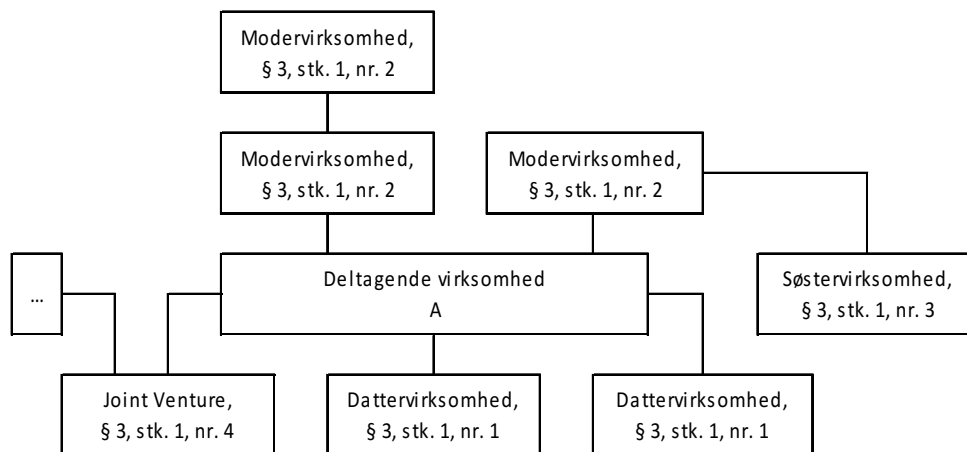 Modervirksomhed,
§ 3, stk. 1, nr. 2
Modervirksomhed,
§ 3, stk. 1, nr. 2
Modervirksomhed,
§ 3, stk. 1, nr. 2
Deltagende virksomhed
A
Søstervirksomhed,
§ 3, stk. 1, nr. 3
...
Joint Venture,
§ 3, stk. 1, nr. 4
Dattervirksomhed,
§ 3, stk. 1, nr. 1
Dattervirksomhed,
§ 3, stk. 1, nr. 1